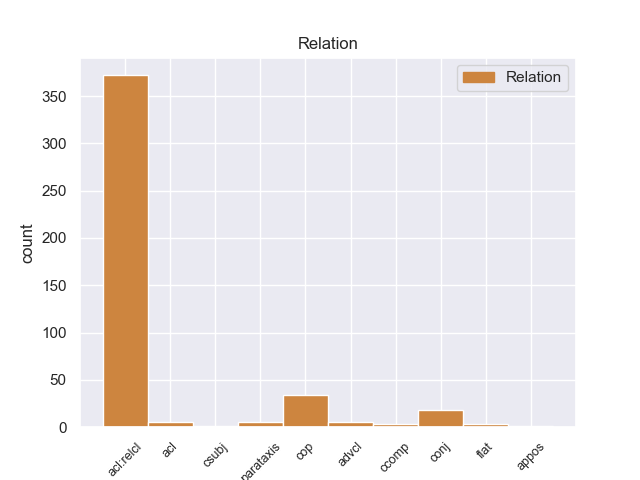 Relation
Relation
350
300
250
200
150
100
50
0
count
acl:relcl
acl
csubj
parataxis
cop
advcl
ccomp
conj
flat
appos